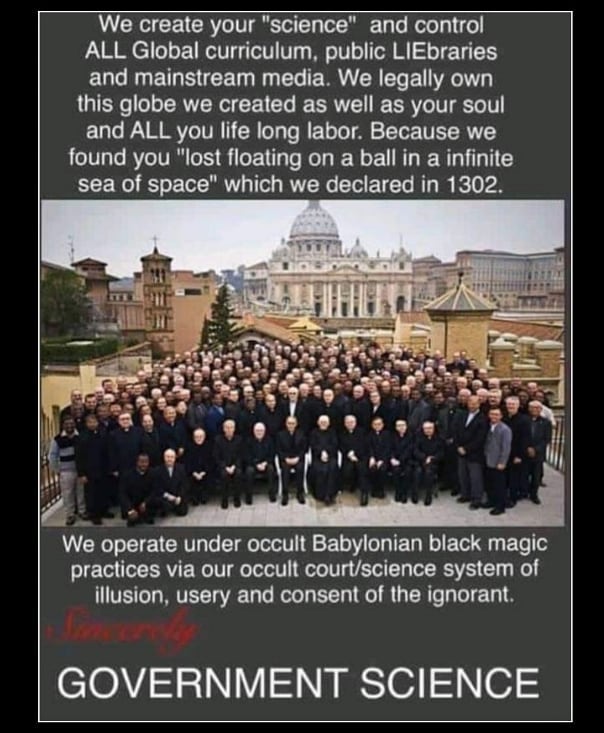 We create your "science" and control
ALL Global curriculum, public LIEbraries
and mainstream media. We legally own
this globe we created as well as your soul
and ALL you life long labor. Because we
found you "lost floating on a ball in a infinite
sea of space" which we declared in 1302.
We operate under occult Babylonian black magic
practices via our occult court/science system of
illusion, usery and consent of the ignorant.
Sincerely
GOVERNMENT SCIENCE